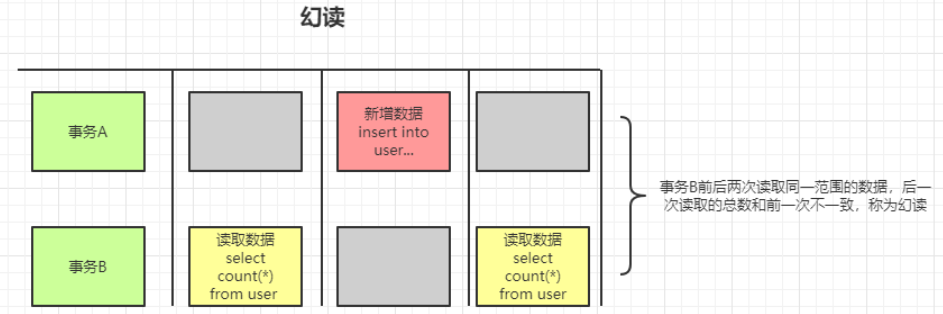 幻读
事务A
新增数据
insert into
user...
事务B前后两次读取同一范围的数据，后一
次读取的总数和前一次不一致，称为幻读
事务B
读取数据
select
count(*)
from user
读取数据
select
count(*)
from user